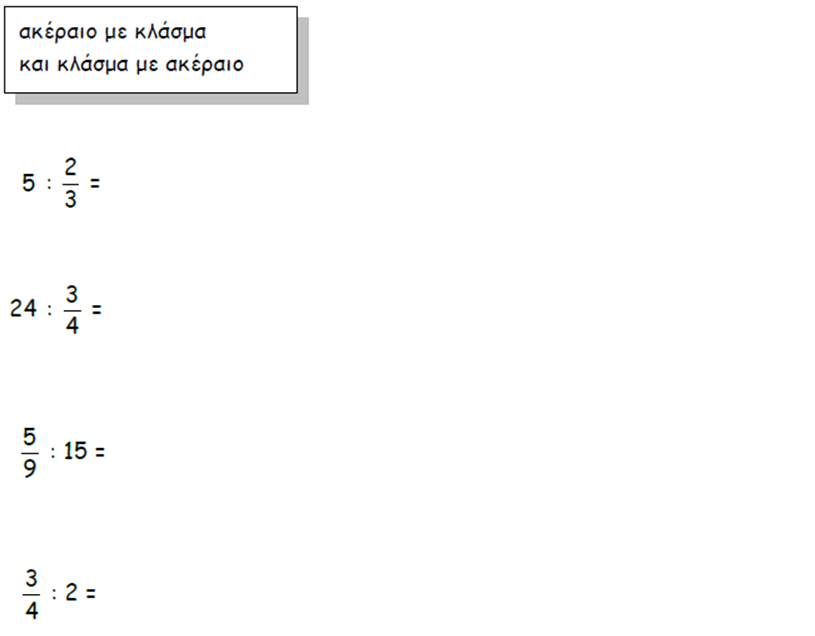 ακέραιο με κλάσμα
και κλάσμα με ακέραιο
5 : 2/3 =
24 : 3/4 =
5/9 : 15 =
3/4 : 2 =